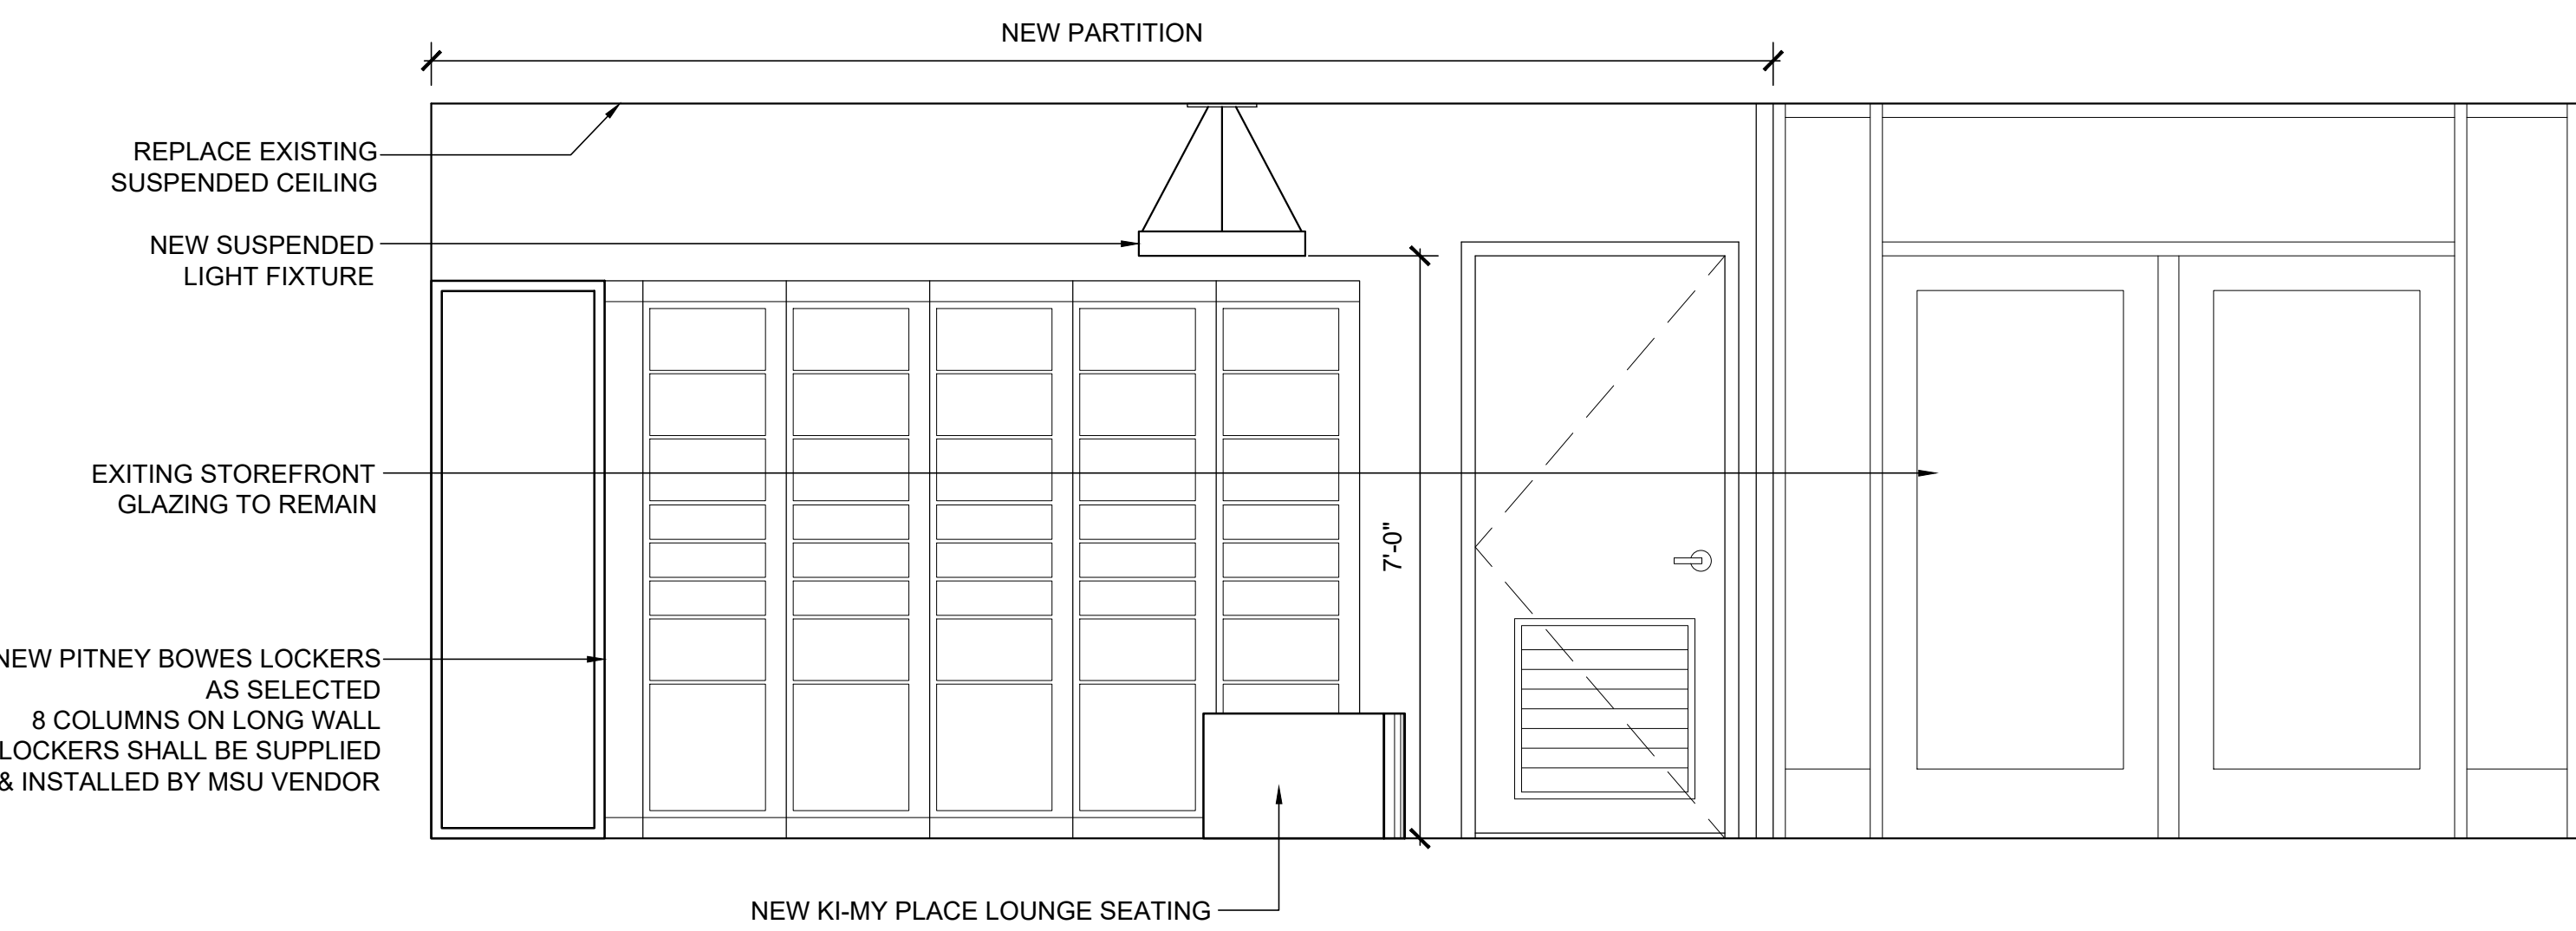 NEW PARTITION
REPLACE EXISTING
SUSPENDED CEILING
NEW SUSPENDED
LIGHT FIXTURE
EXITING STOREFRONT
GLAZING TO REMAIN
7'-0"
NEW PITNEY BOWES LOCKERS
AS SELECTED
8 COLUMNS ON LONG WALL
LOCKERS SHALL BE SUPPLIED
& INSTALLED BY MSU VENDOR
NEW KI-MY PLACE LOUNGE SEATING